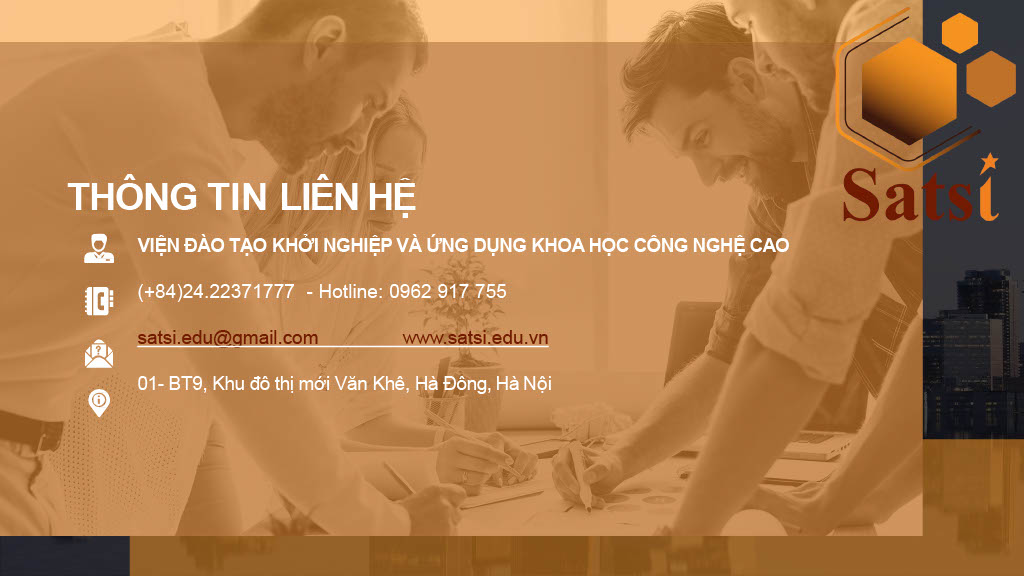 Satsi
THÔNG TIN LIÊN HỆ
VIỆN ĐÀO TẠO KHỞI NGHIỆP VÀ ỨNG DỤNG KHOA HỌC CÔNG NGHỆ CAO
(+84)24.22371777 - Hotline: 0962 917 755
satsi.edu@gmail.com www.satsi.edu.vn
01- BT9, Khu đô thị mới Văn Khê, Hà Đông, Hà Nội